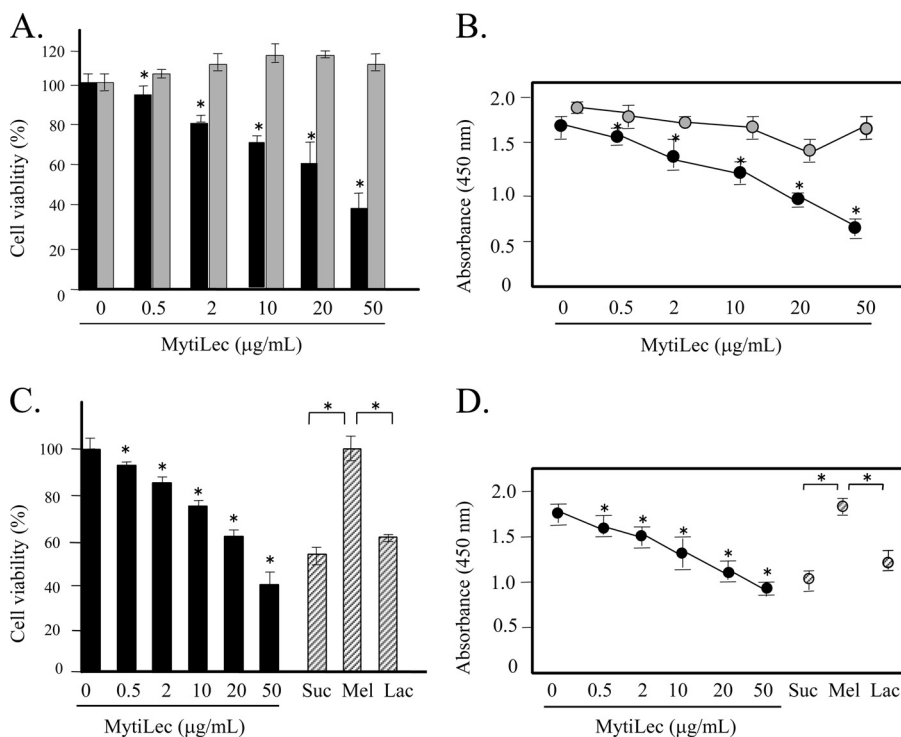 A.
Cell viablitiy (%)
120
100
80
60
40
20
0
* * * * *
0 0.5 2 10 20 50
MytiLec (μg/mL)
B.
Absorbance (450 nm)
2.0
1.5
1.0
0.5
0
* * * * *
0 0.5 2 10 20 50
MytiLec (μg/mL)
C.
Cell viability (%)
100
80
60
40
20
0
* *
* * * * *
0 0.5 2 10 20 50 Suc Mel Lac
MytiLec (μg/mL)
D.
Absorbance (450 nm)
2.0
1.5
1.0
0.5
0
* *
* * * * *
0 0.5 2 10 20 50 Suc Mel Lac
MytiLec (μg/mL)